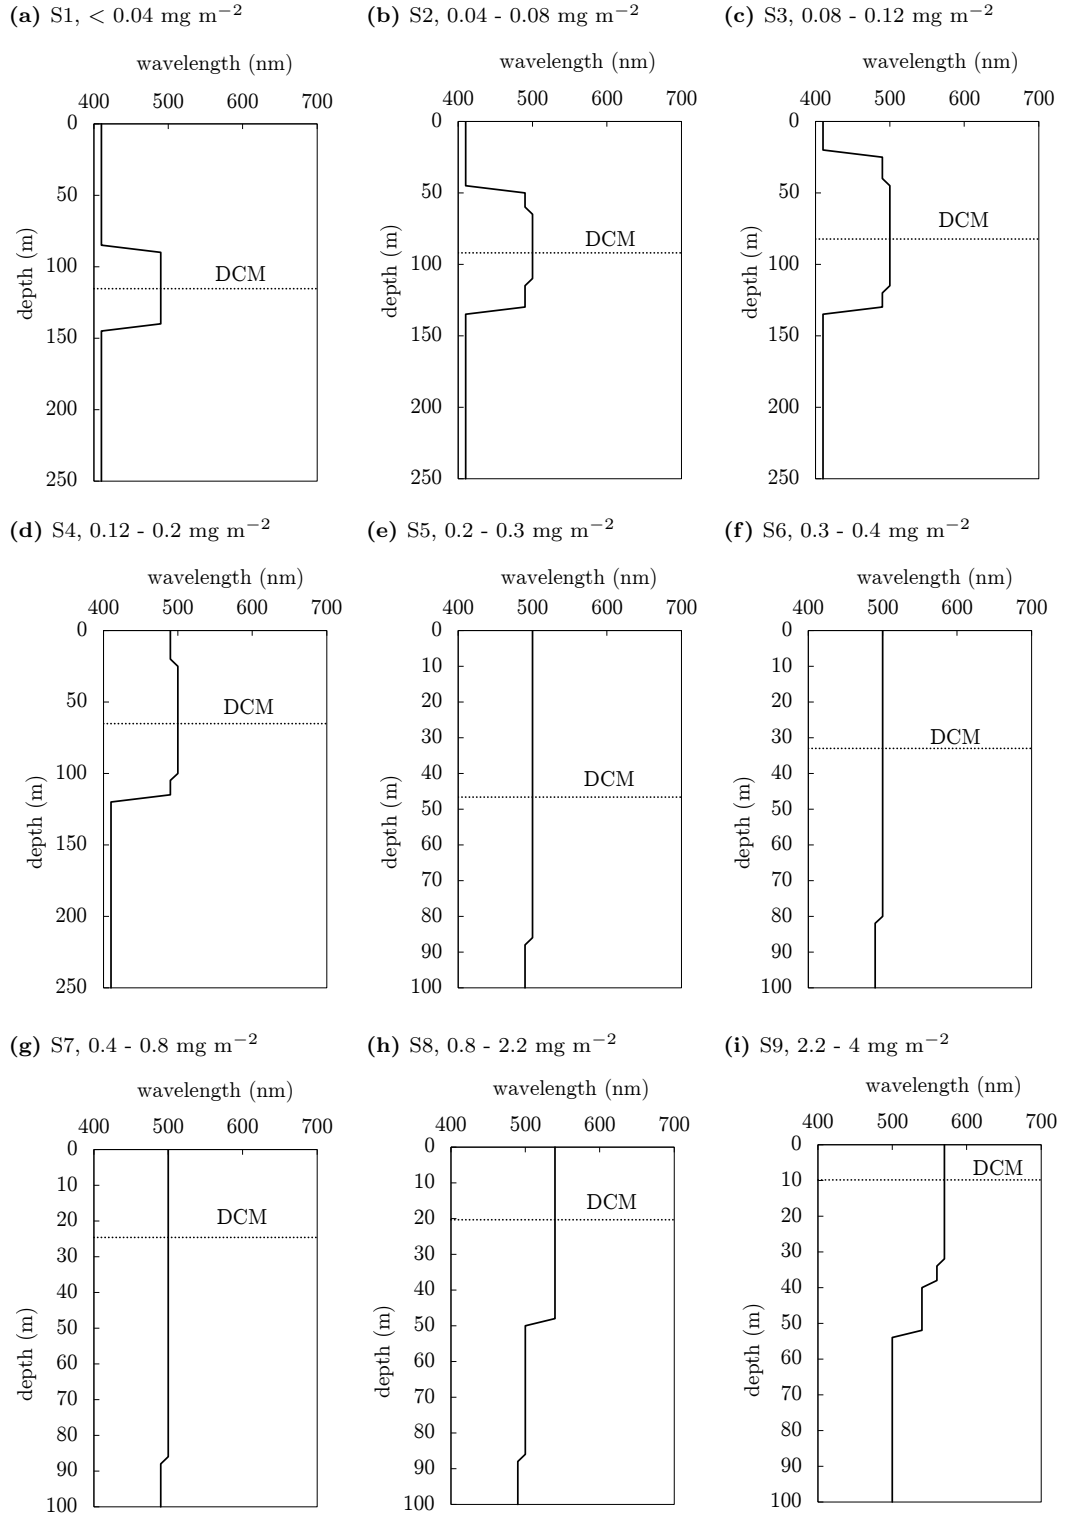 (a) S1, < 0.04 mg m−2
wavelength (nm)
400 500 600 700
0
50
100
150
200
250
depth (m)
DCM
(b) S2, 0.04 - 0.08 mg m−2
wavelength (nm)
400 500 600 700
0
50
100
150
200
250
depth (m)
DCM
(c) S3, 0.08 - 0.12 mg m−2
wavelength (nm)
400 500 600 700
0
50
100
150
200
250
depth (m)
DCM
(d) S4, 0.12 - 0.2 mg m−2
wavelength (nm)
400 500 600 700
0
50
100
150
200
250
depth (m)
DCM
(e) S5, 0.2 - 0.3 mg m−2
wavelength (nm)
400 500 600 700
0
10
20
30
40
50
60
70
80
90
100
depth (m)
DCM
(f) S6, 0.3 - 0.4 mg m−2
wavelength (nm)
400 500 600 700
0
10
20
30
40
50
60
70
80
90
100
depth (m)
DCM
(g) S7, 0.4 - 0.8 mg m−2
wavelength (nm)
400 500 600 700
0
10
20
30
40
50
60
70
80
90
100
depth (m)
DCM
(h) S8, 0.8 - 2.2 mg m−2
wavelength (nm)
400 500 600 700
0
10
20
30
40
50
60
70
80
90
100
depth (m)
DCM
(i) S9, 2.2 - 4 mg m−2
wavelength (nm)
400 500 600 700
0
10
20
30
40
50
60
70
80
90
100
depth (m)
DCM